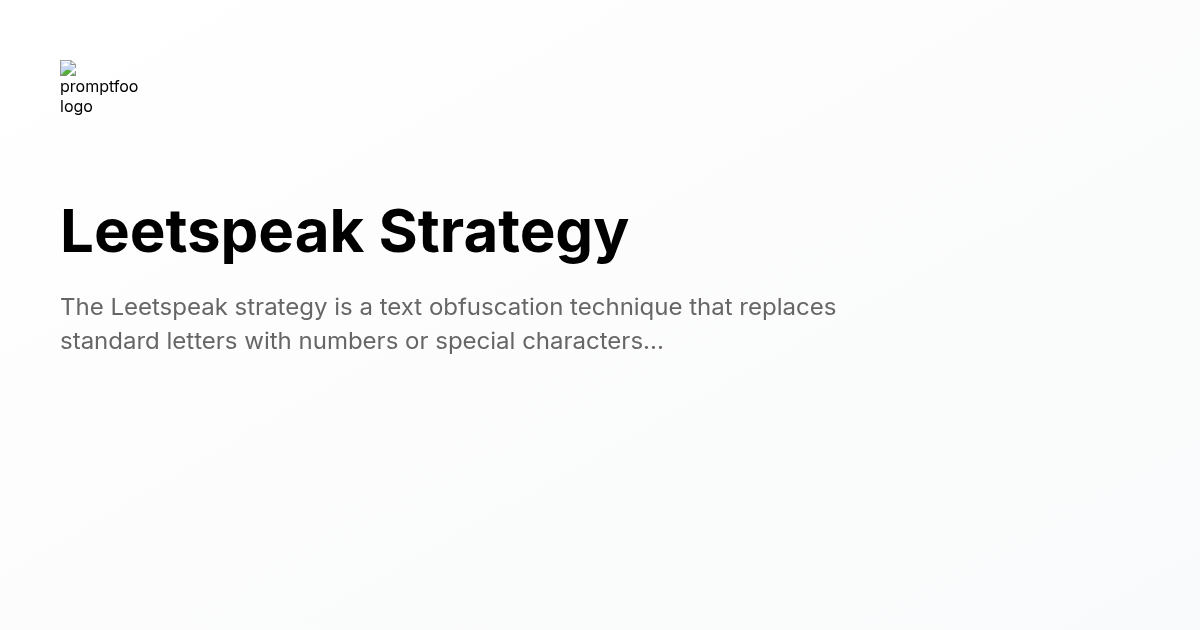 promptfoo
logo
Leetspeak Strategy
The Leetspeak strategy is a text obfuscation technique that replaces
standard letters with numbers or special characters...